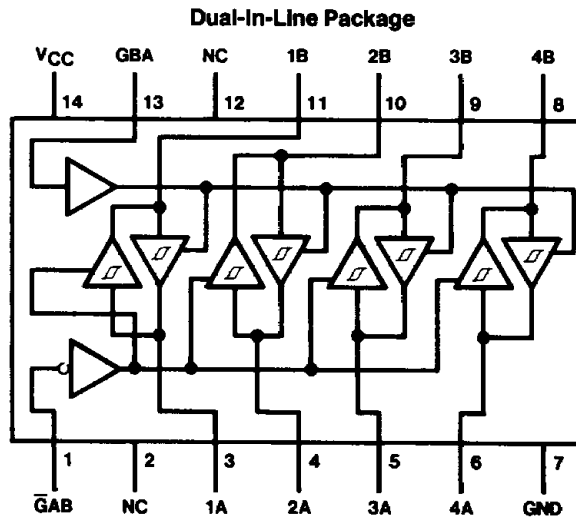 Dual-In-Line Package
VCC GBA NC 1B 2B 3B 4B
14 13 12 11 10 9 8
1 2 3 4 5 6 7
G̅AB NC 1A 2A 3A 4A GND